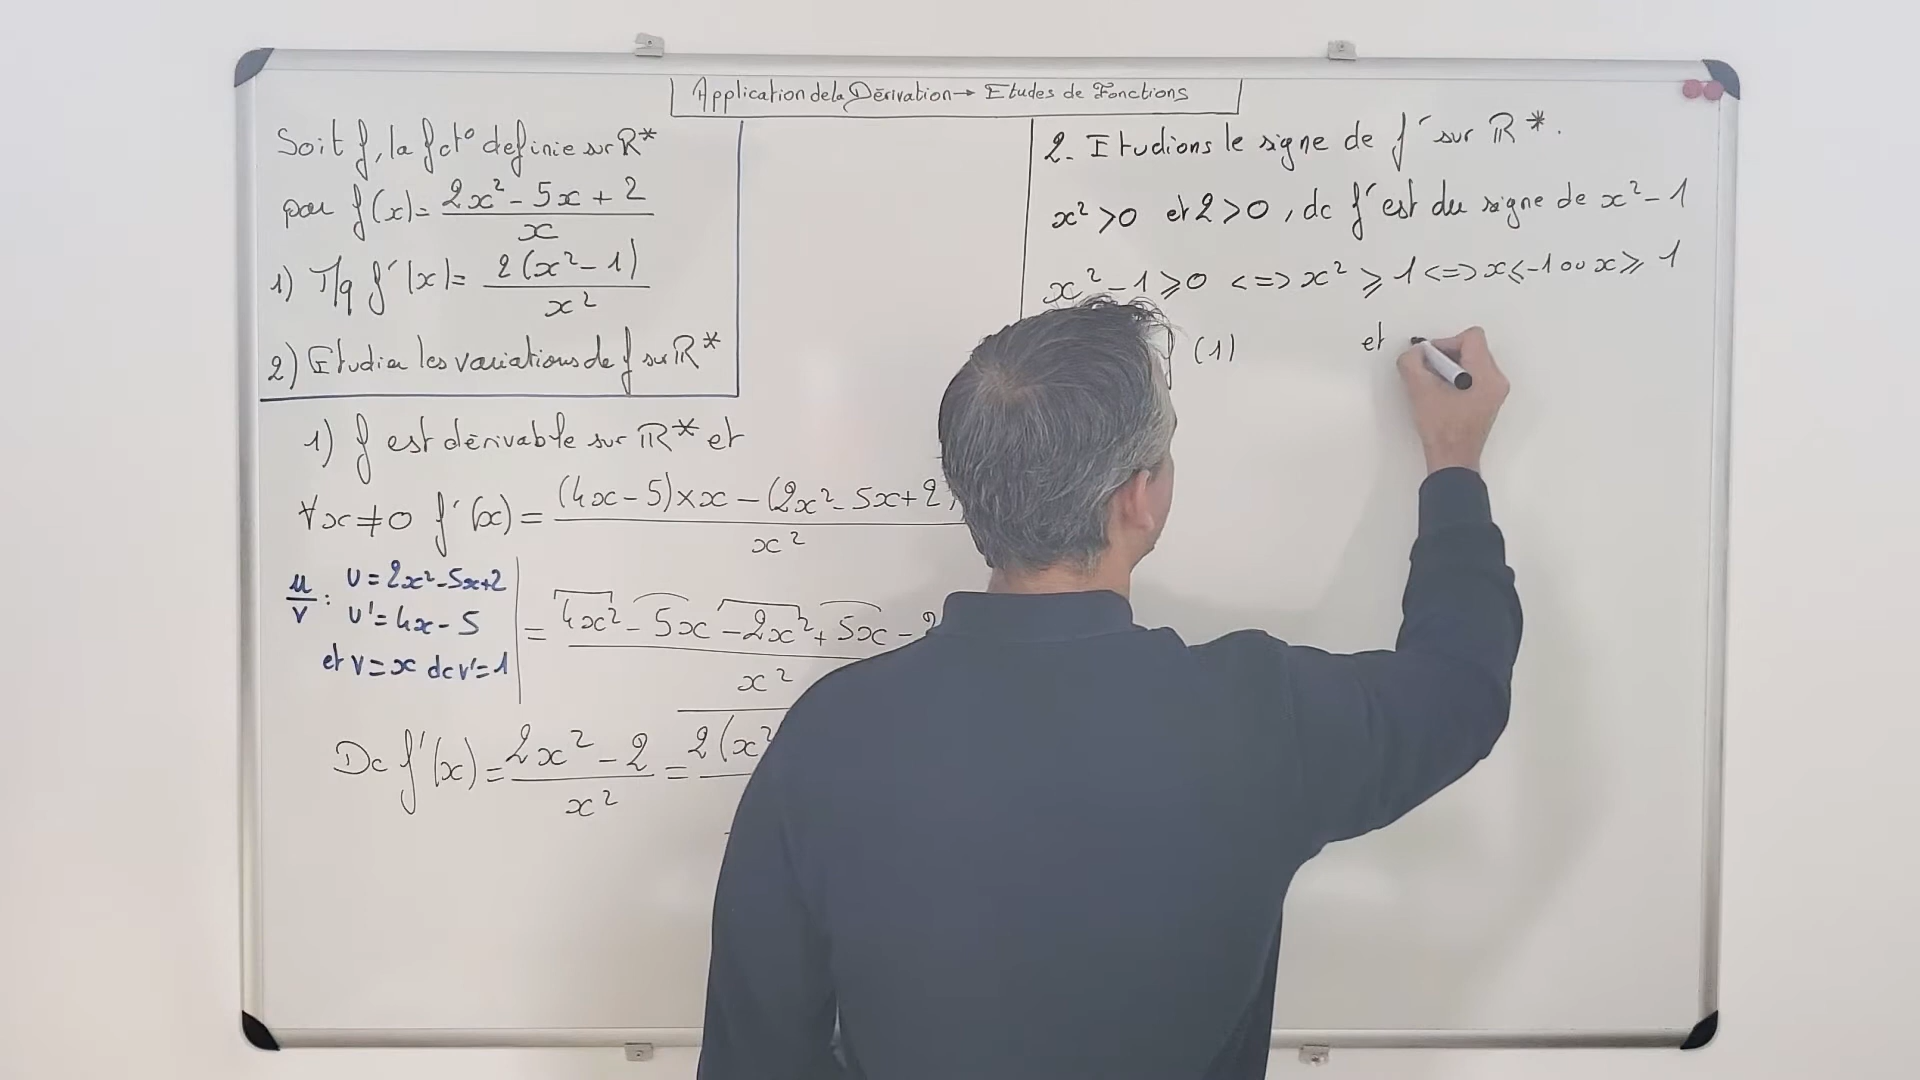 Application de la Dérivation → Etudes de Fonctions
Soit f, la fct° definie sur ℝ*
par f(x)= (2x² - 5x + 2)/x
1) M/q f'(x)= 2(x²-1)/x²
2) Etudier les variations de f sur ℝ*
1) f est dérivable sur ℝ* et
∀x≠0 f'(x)= (4x-5)×x - (2x²-5x+2)/x²
u/v : U = 2x²-5x+2
U'= 4x-5
et V=x dc V'=1
= 4x² - 5x - 2x² + 5x - 2/x²
Dc f'(x) = (2x² - 2)/x² = 2(x²
2. Etudions le signe de f' sur ℝ*.
x² > 0 et 2 > 0, dc f' est du signe de x² - 1
x² - 1 ⩾ 0 <=> x² ⩾ 1 <=> x ⩽ -1 ou x ⩾ 1
f(1) et